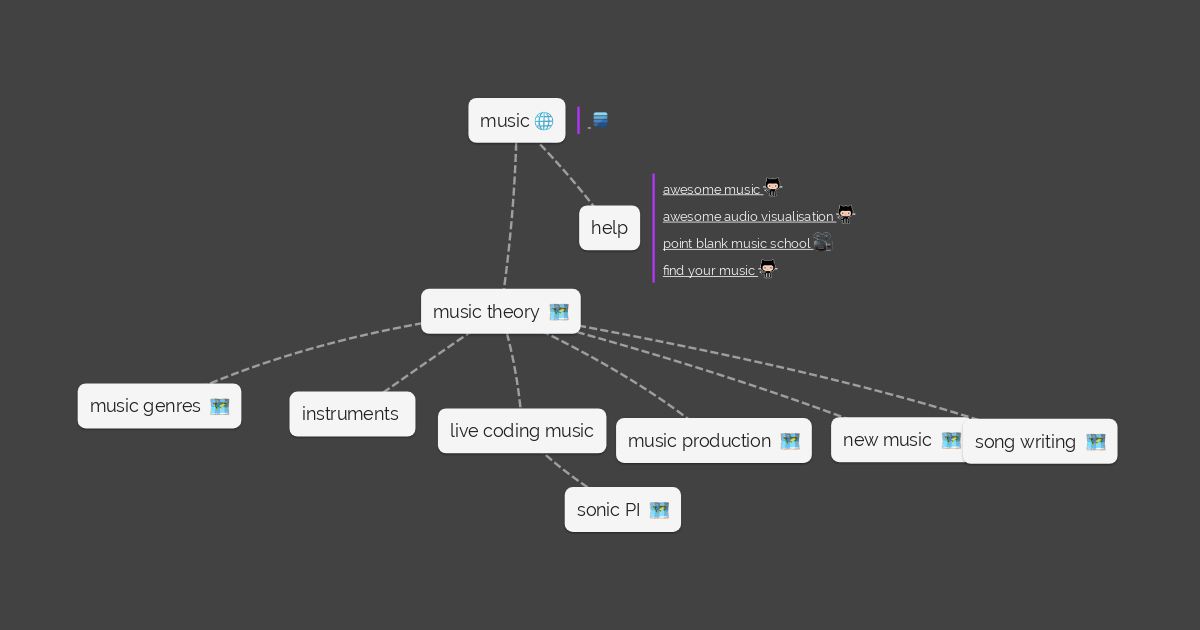 music
help
awesome music
awesome audio visualisation
point blank music school
find your music
music theory
music genres
instruments
live coding music
music production
new music
song writing
sonic PI